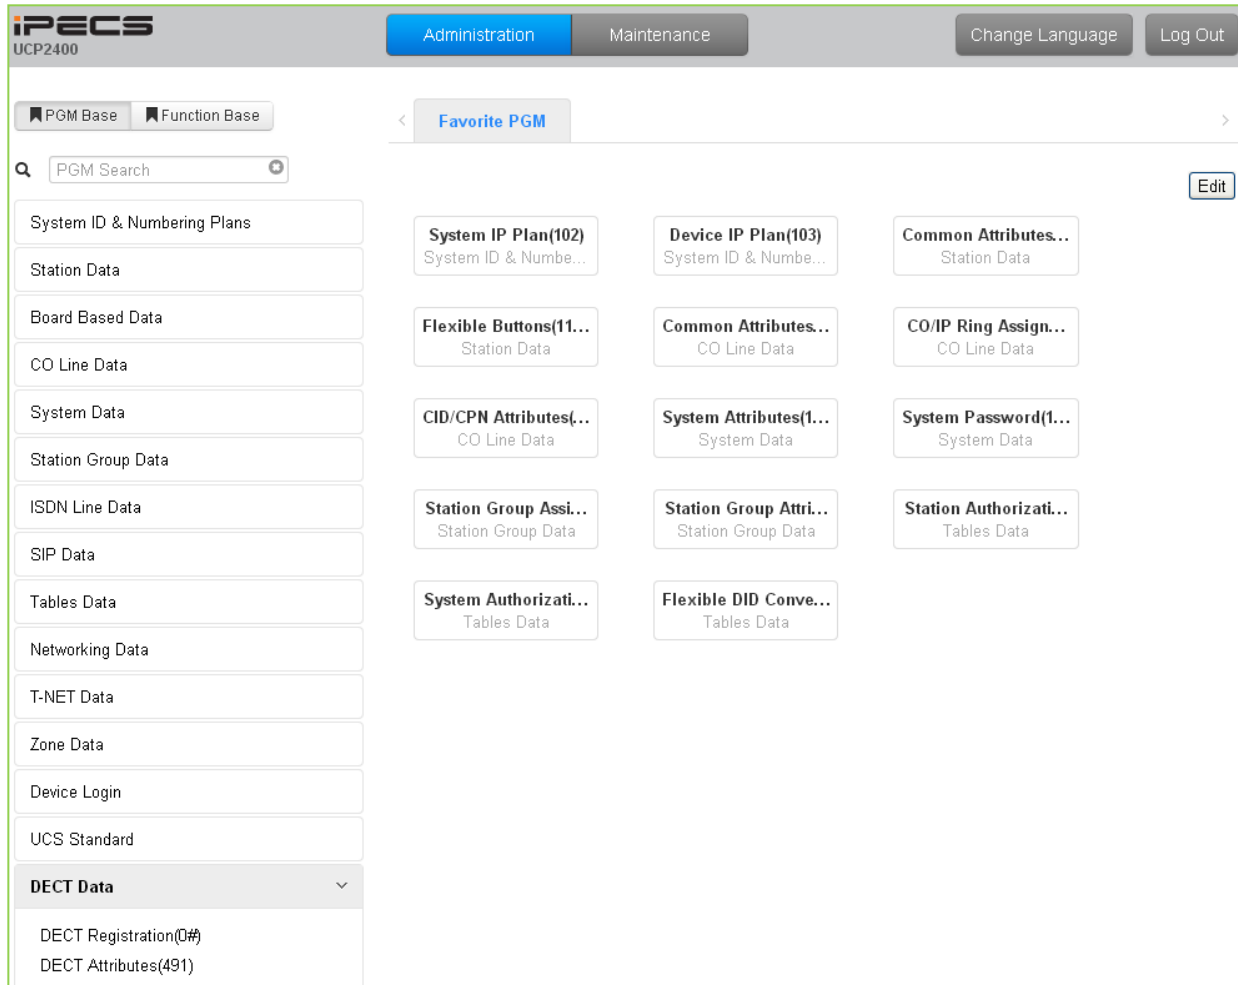 iPECS
UCP2400
Administration
Maintenance
Change Language
Log Out
PGM Base
Function Base
Favorite PGM
PGM Search
Edit
System ID & Numbering Plans
Station Data
Board Based Data
CO Line Data
System Data
Station Group Data
ISDN Line Data
SIP Data
Tables Data
Networking Data
T-NET Data
Zone Data
Device Login
UCS Standard
DECT Data
DECT Registration(0#)
DECT Attributes(491)
System IP Plan(102)
System ID & Numbe...
Device IP Plan(103)
System ID & Numbe...
Common Attributes...
Station Data
Flexible Buttons(11...
Station Data
Common Attributes...
CO Line Data
CO/IP Ring Assign...
CO Line Data
CID/CPN Attributes(...
CO Line Data
System Attributes(1...
System Data
System Password(1...
System Data
Station Group Assi...
Station Group Data
Station Group Attri...
Station Group Data
Station Authorizati...
Tables Data
System Authorizati...
Tables Data
Flexible DID Conve...
Tables Data